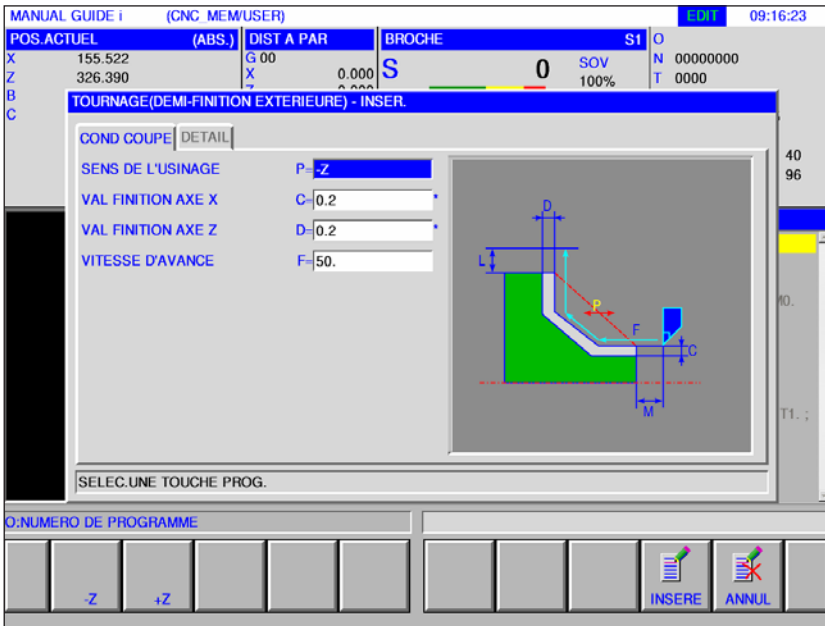 MANUAL GUIDE i (CNC_MEM/USER) EDIT 09:16:23
POS.ACTUEL (ABS.) DIST A PAR BROCHE S1 O
X 155.522 G 00 N 00000000
Z 326.390 X 0.000 S 0 SOV 100% T 0000
B
C
40
96
TOURNAGE(DEMI-FINITION EXTERIEURE) - INSER.
COND COUPE DETAIL
SENS DE L'USINAGE P= -Z
VAL FINITION AXE X C= 0.2 *
VAL FINITION AXE Z D= 0.2 *
VITESSE D'AVANCE F= 50.
D
L
P
F
C
M
M0.
T1. ;
SELEC.UNE TOUCHE PROG.
O:NUMERO DE PROGRAMME
-Z +Z INSERE ANNUL